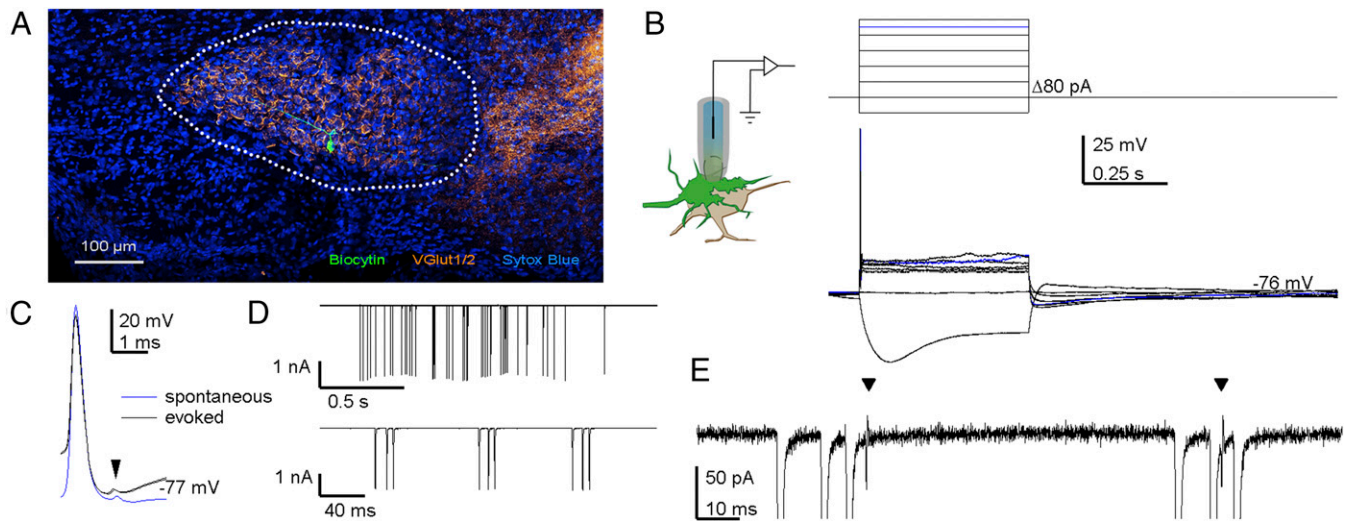 A
100 µm
Biocytin
VGlut1/2
Sytox Blue
B
Δ80 pA
25 mV
0.25 s
-76 mV
C
20 mV
1 ms
spontaneous
evoked
-77 mV
D
1 nA
0.5 s
1 nA
40 ms
E
50 pA
10 ms